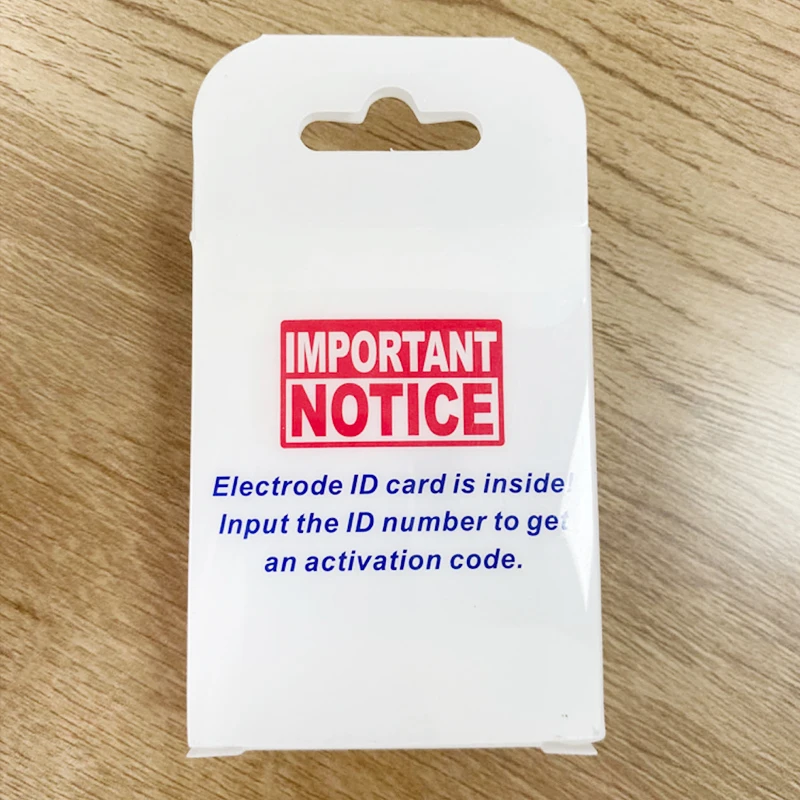 IMPORTANT
NOTICE
Electrode ID card is inside!
Input the ID number to get
an activation code.